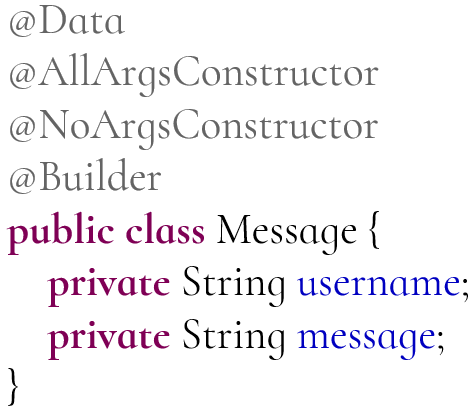 @Data
@AllArgsConstructor
@NoArgsConstructor
@Builder
public class Message {
    private String username;
    private String message;
}